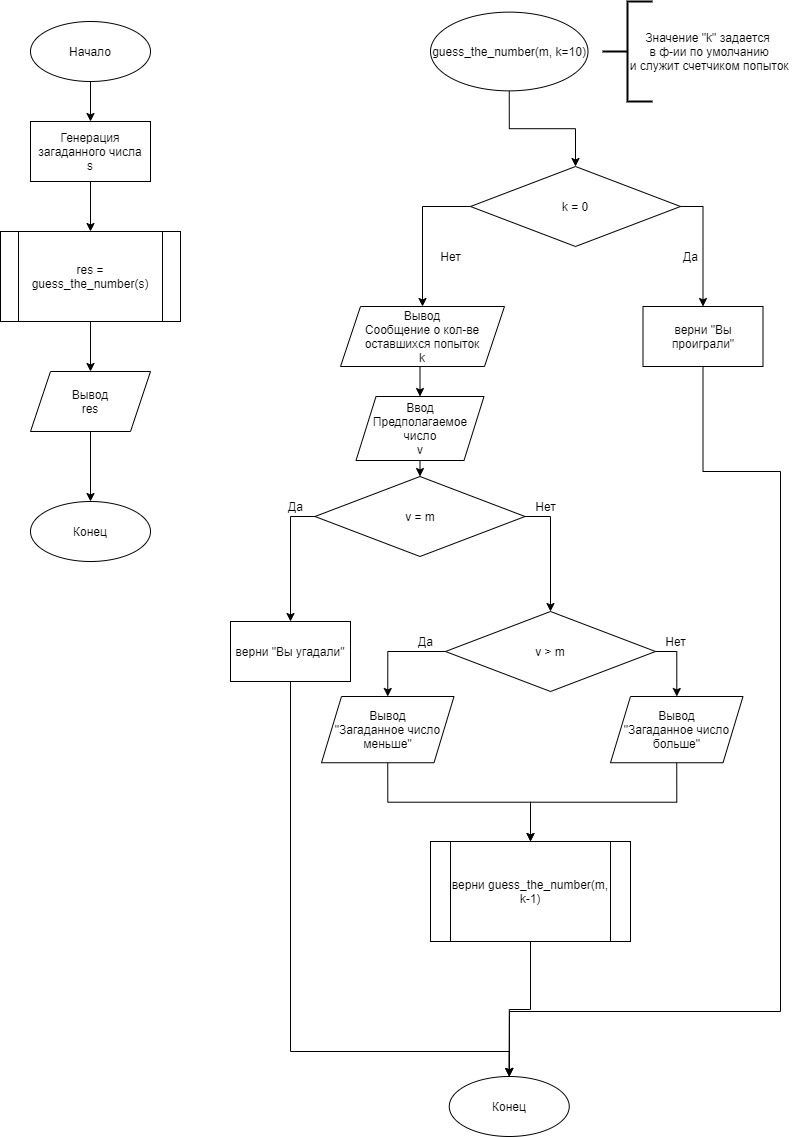 Начало
Генерация
загаданного числа
s
res =
guess_the_number(s)
Вывод
res
Конец
guess_the_number(m, k=10)
Значение "k" задается
в ф-ии по умолчанию
и служит счетчиком попыток
k = 0
Нет
Да
Вывод
Сообщение о кол-ве
оставшихся попыток
k
верни "Вы
проиграли"
Ввод
Предполагаемое
число
v
v = m
Да
Нет
верни "Вы угадали"
v > m
Да
Нет
Вывод
"Загаданное число
меньше"
Вывод
"Загаданное число
больше"
верни guess_the_number(m,
k-1)
Конец